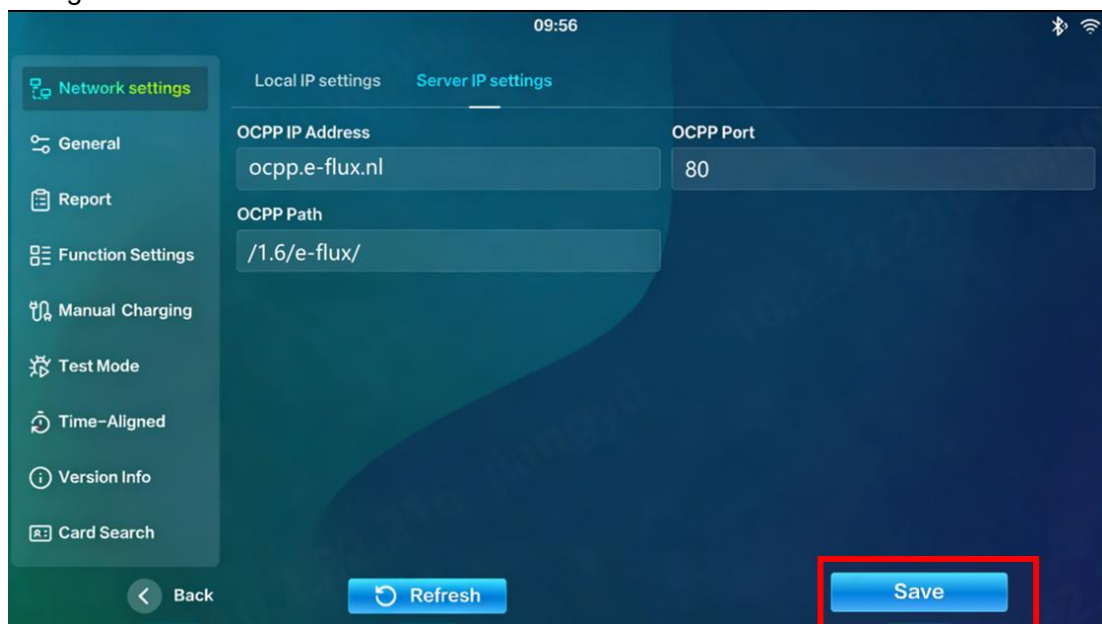 09:56
Network settings
General
Report
Function Settings
Manual Charging
Test Mode
Time-Aligned
Version Info
Card Search
Local IP settings Server IP settings
OCPP IP Address OCPP Port
ocpp.e-flux.nl 80
OCPP Path
/1.6/e-flux/
Back Refresh Save